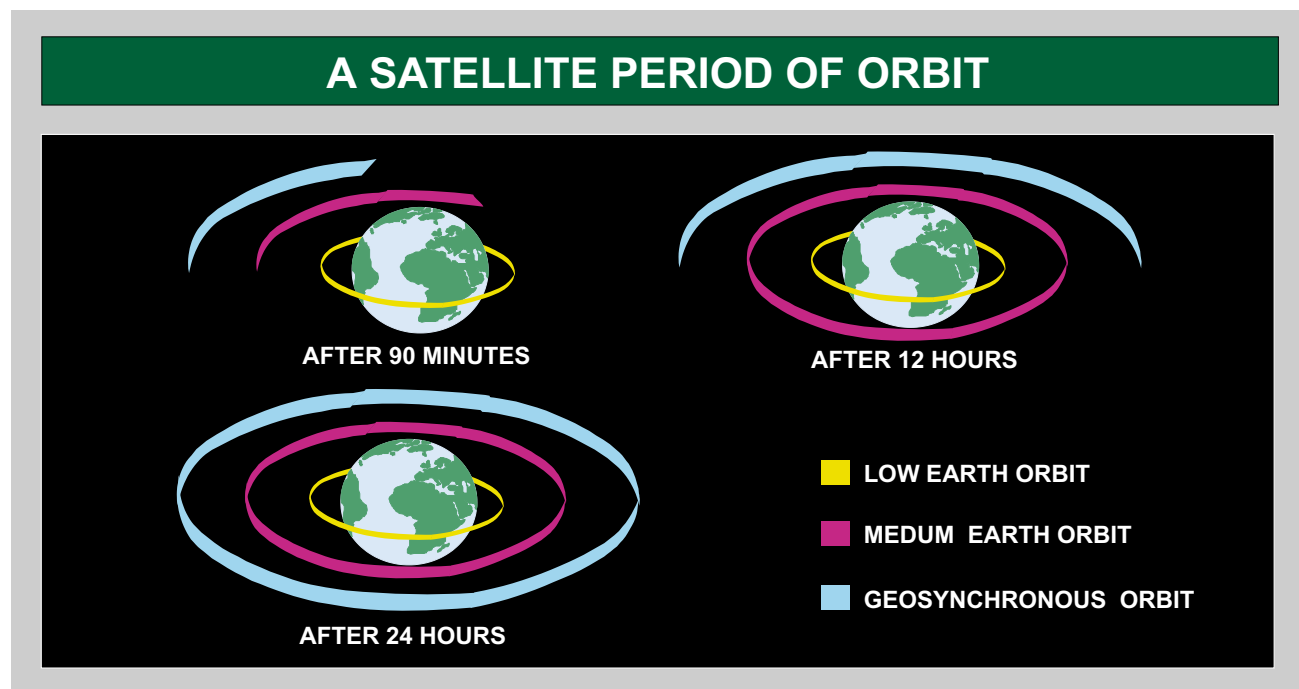 A SATELLITE PERIOD OF ORBIT
AFTER 90 MINUTES
AFTER 12 HOURS
AFTER 24 HOURS
LOW EARTH ORBIT
MEDUM EARTH ORBIT
GEOSYNCHRONOUS ORBIT